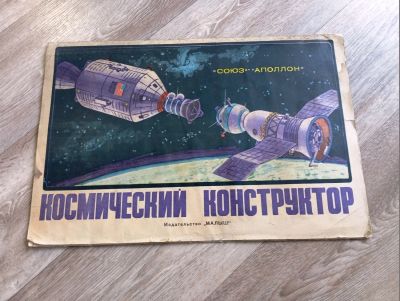 «СОЮЗ»-«АПОЛЛОН»
КОСМИЧЕСКИЙ КОНСТРУКТОР
Издательство „МАЛЫШ"